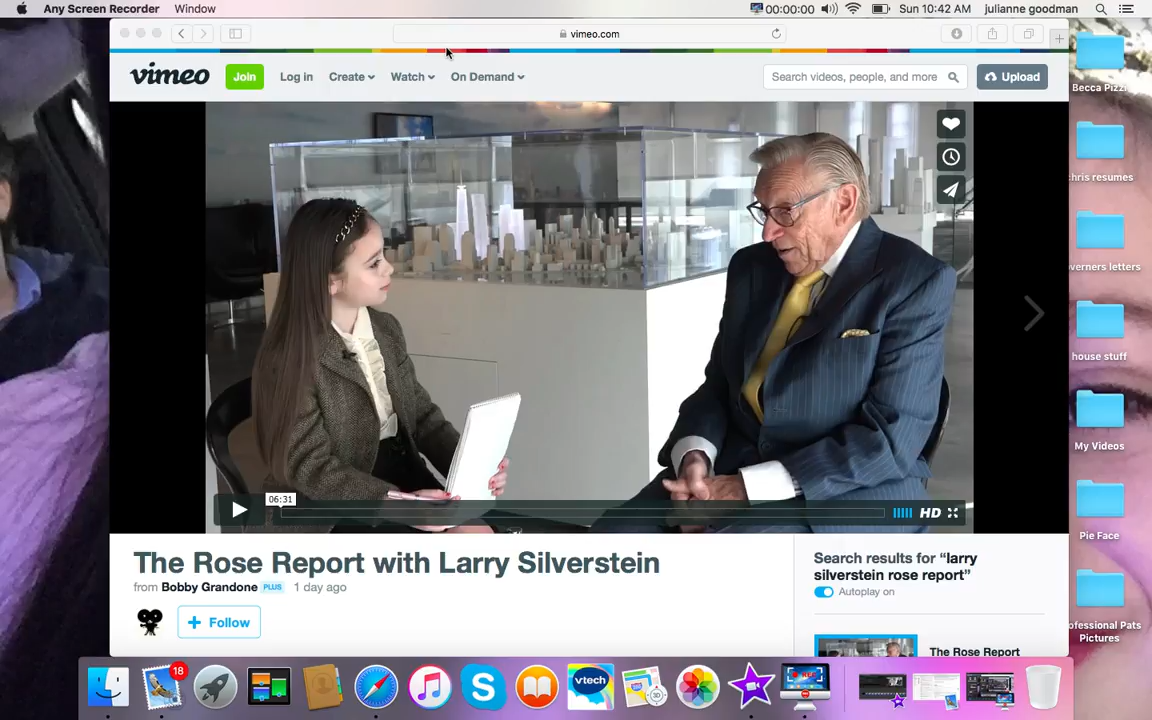 Any Screen Recorder Window 00:00:00 Sun 10:42 AM julianne goodman
vimeo.com
vimeo Join Log in Create Watch On Demand Search videos, people, and more Upload
Becca Pizzi
chris resumes
overners letters
house stuff
My Videos
Pie Face
ofessional Pats
Pictures
06:31
HD
The Rose Report with Larry Silverstein
from Bobby Grandone PLUS 1 day ago
+ Follow
Search results for “larry
silverstein rose report”
Autoplay on
The Rose Report
18
vtech